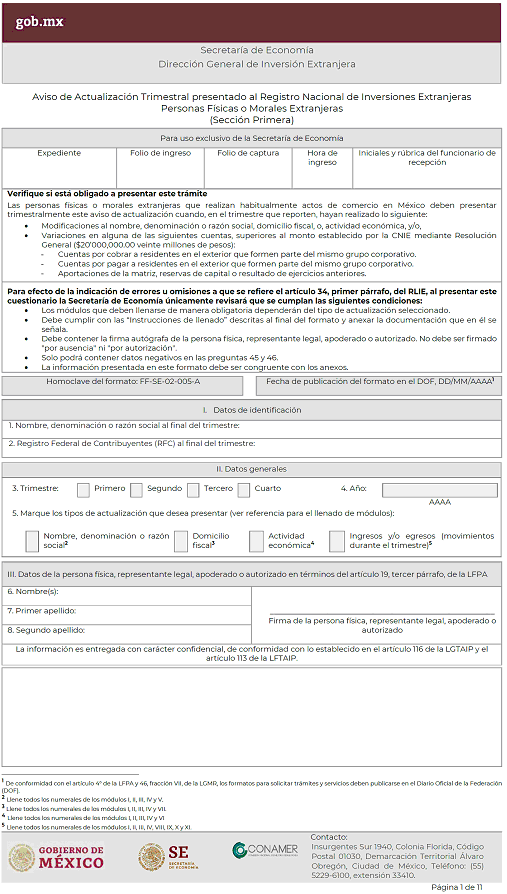 gob.mx
Secretaría de Economía
Dirección General de Inversión Extranjera
Aviso de Actualización Trimestral presentado al Registro Nacional de Inversiones Extranjeras
Personas Físicas o Morales Extranjeras
(Sección Primera)
Para uso exclusivo de la Secretaría de Economía
Expediente Folio de ingreso Folio de captura Hora de ingreso Iniciales y rúbrica del funcionario de recepción
Verifique si está obligado a presentar este trámite
Las personas físicas o morales extranjeras que realizan habitualmente actos de comercio en México deben presentar
trimestralmente este aviso de actualización cuando, en el trimestre que reporten, hayan realizado lo siguiente:
• Modificaciones al nombre, denominación o razón social, domicilio fiscal, o, actividad económica, y/o,
• Variaciones en alguna de las siguientes cuentas, superiores al monto establecido por la CNIE mediante Resolución
General ($20'000,000.00 veinte millones de pesos):
- Cuentas por cobrar a residentes en el exterior que formen parte del mismo grupo corporativo.
- Cuentas por pagar a residentes en el exterior que formen parte del mismo grupo corporativo.
- Aportaciones de la matriz, reservas de capital o resultado de ejercicios anteriores.
Para efecto de la indicación de errores u omisiones a que se refiere el artículo 34, primer párrafo, del RLIE, al presentar este
cuestionario la Secretaría de Economía únicamente revisará que se cumplan las siguientes condiciones:
• Los módulos que deben llenarse de manera obligatoria dependerán del tipo de actualización seleccionado.
• Debe cumplir con las "Instrucciones de llenado" descritas al final del formato y anexar la documentación que en él se
señala.
• Debe contener la firma autógrafa de la persona física, representante legal, apoderado o autorizado. No debe ser firmado
"por ausencia" ni "por autorización".
• Solo podrá contener datos negativos en las preguntas 45 y 46.
• La información presentada en este formato debe ser congruente con los anexos.
Homoclave del formato: FF-SE-02-005-A
Fecha de publicación del formato en el DOF, DD/MM/AAAA1
I. Datos de identificación
1. Nombre, denominación o razón social al final del trimestre:
2. Registro Federal de Contribuyentes (RFC) al final del trimestre:
II. Datos generales
3. Trimestre: Primero Segundo Tercero Cuarto 4. Año:
AAAA
5. Marque los tipos de actualización que desea presentar (ver referencia para el llenado de módulos):
Nombre, denominación o razón social2 Domicilio fiscal3 Actividad económica4 Ingresos y/o egresos (movimientos durante el trimestre)5
III. Datos de la persona física, representante legal, apoderado o autorizado en términos del artículo 19, tercer párrafo, de la LFPA
6. Nombre(s):
7. Primer apellido:
8. Segundo apellido:
Firma de la persona física, representante legal, apoderado o
autorizado
La información es entregada con carácter confidencial, de conformidad con lo establecido en el artículo 116 de la LGTAIP y el
artículo 113 de la LFTAIP.
1 De conformidad con el artículo 4º de la LFPA y 46, fracción VII, de la LGMR, los formatos para solicitar trámites y servicios deben publicarse en el Diario Oficial de la Federación
(DOF).
2 Llene todos los numerales de los módulos I, II, III, IV y V.
3 Llene todos los numerales de los módulos I, II, III, IV y VII.
4 Llene todos los numerales de los módulos I, II, III, IV y VI
5 Llene todos los numerales de los módulos I, II, III, IV, VIII, IX, X y XI.
GOBIERNO DE
MÉXICO
SE
SECRETARÍA
DE ECONOMÍA
CONAMER
Contacto:
Insurgentes Sur 1940, Colonia Florida, Código
Postal 01030, Demarcación Territorial Álvaro
Obregón, Ciudad de México, Teléfono: (55)
5229-6100, extensión 33410.
Página 1 de 11